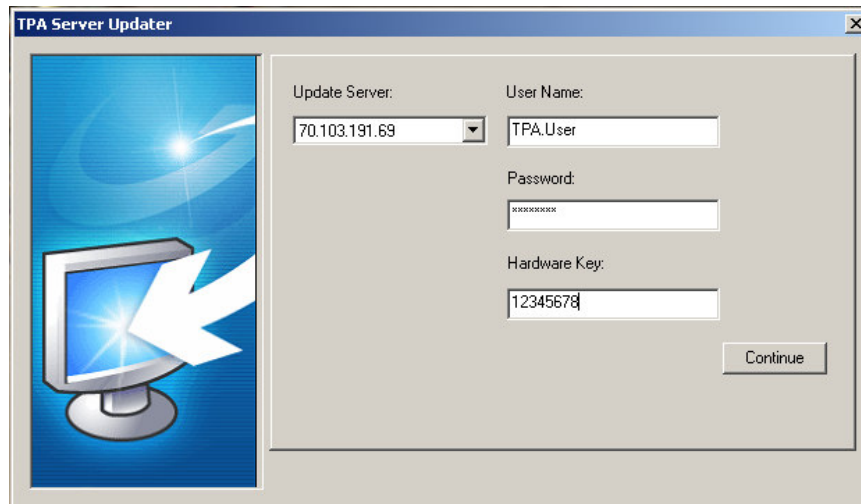 TPA Server Updater
Update Server:
70.103.191.69
User Name:
TPA.User
Password:
********
Hardware Key:
12345678
Continue